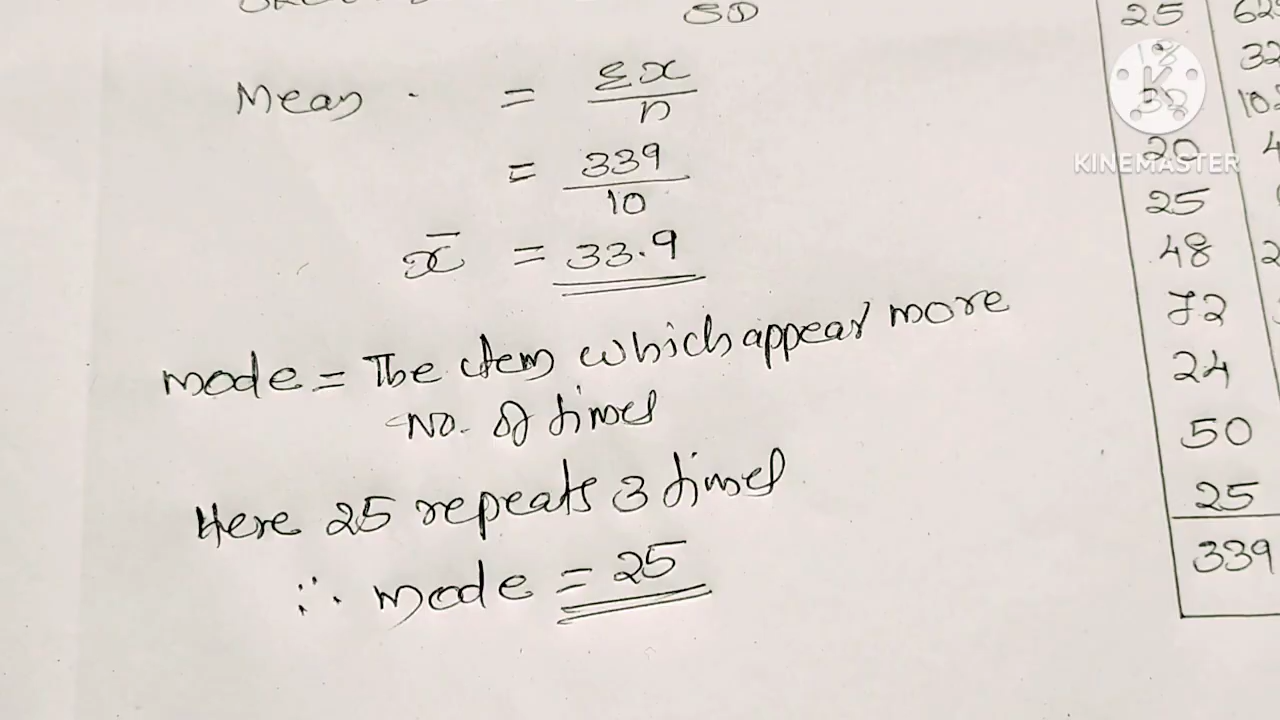 SD
Mean = Σx
n
= 339
10
x̄ = 33.9
mode = The item which appear more
No. of times
Here 25 repeats 3 times
∴ mode = 25
25
KINEMASTER
20
25
48
72
24
50
25
339